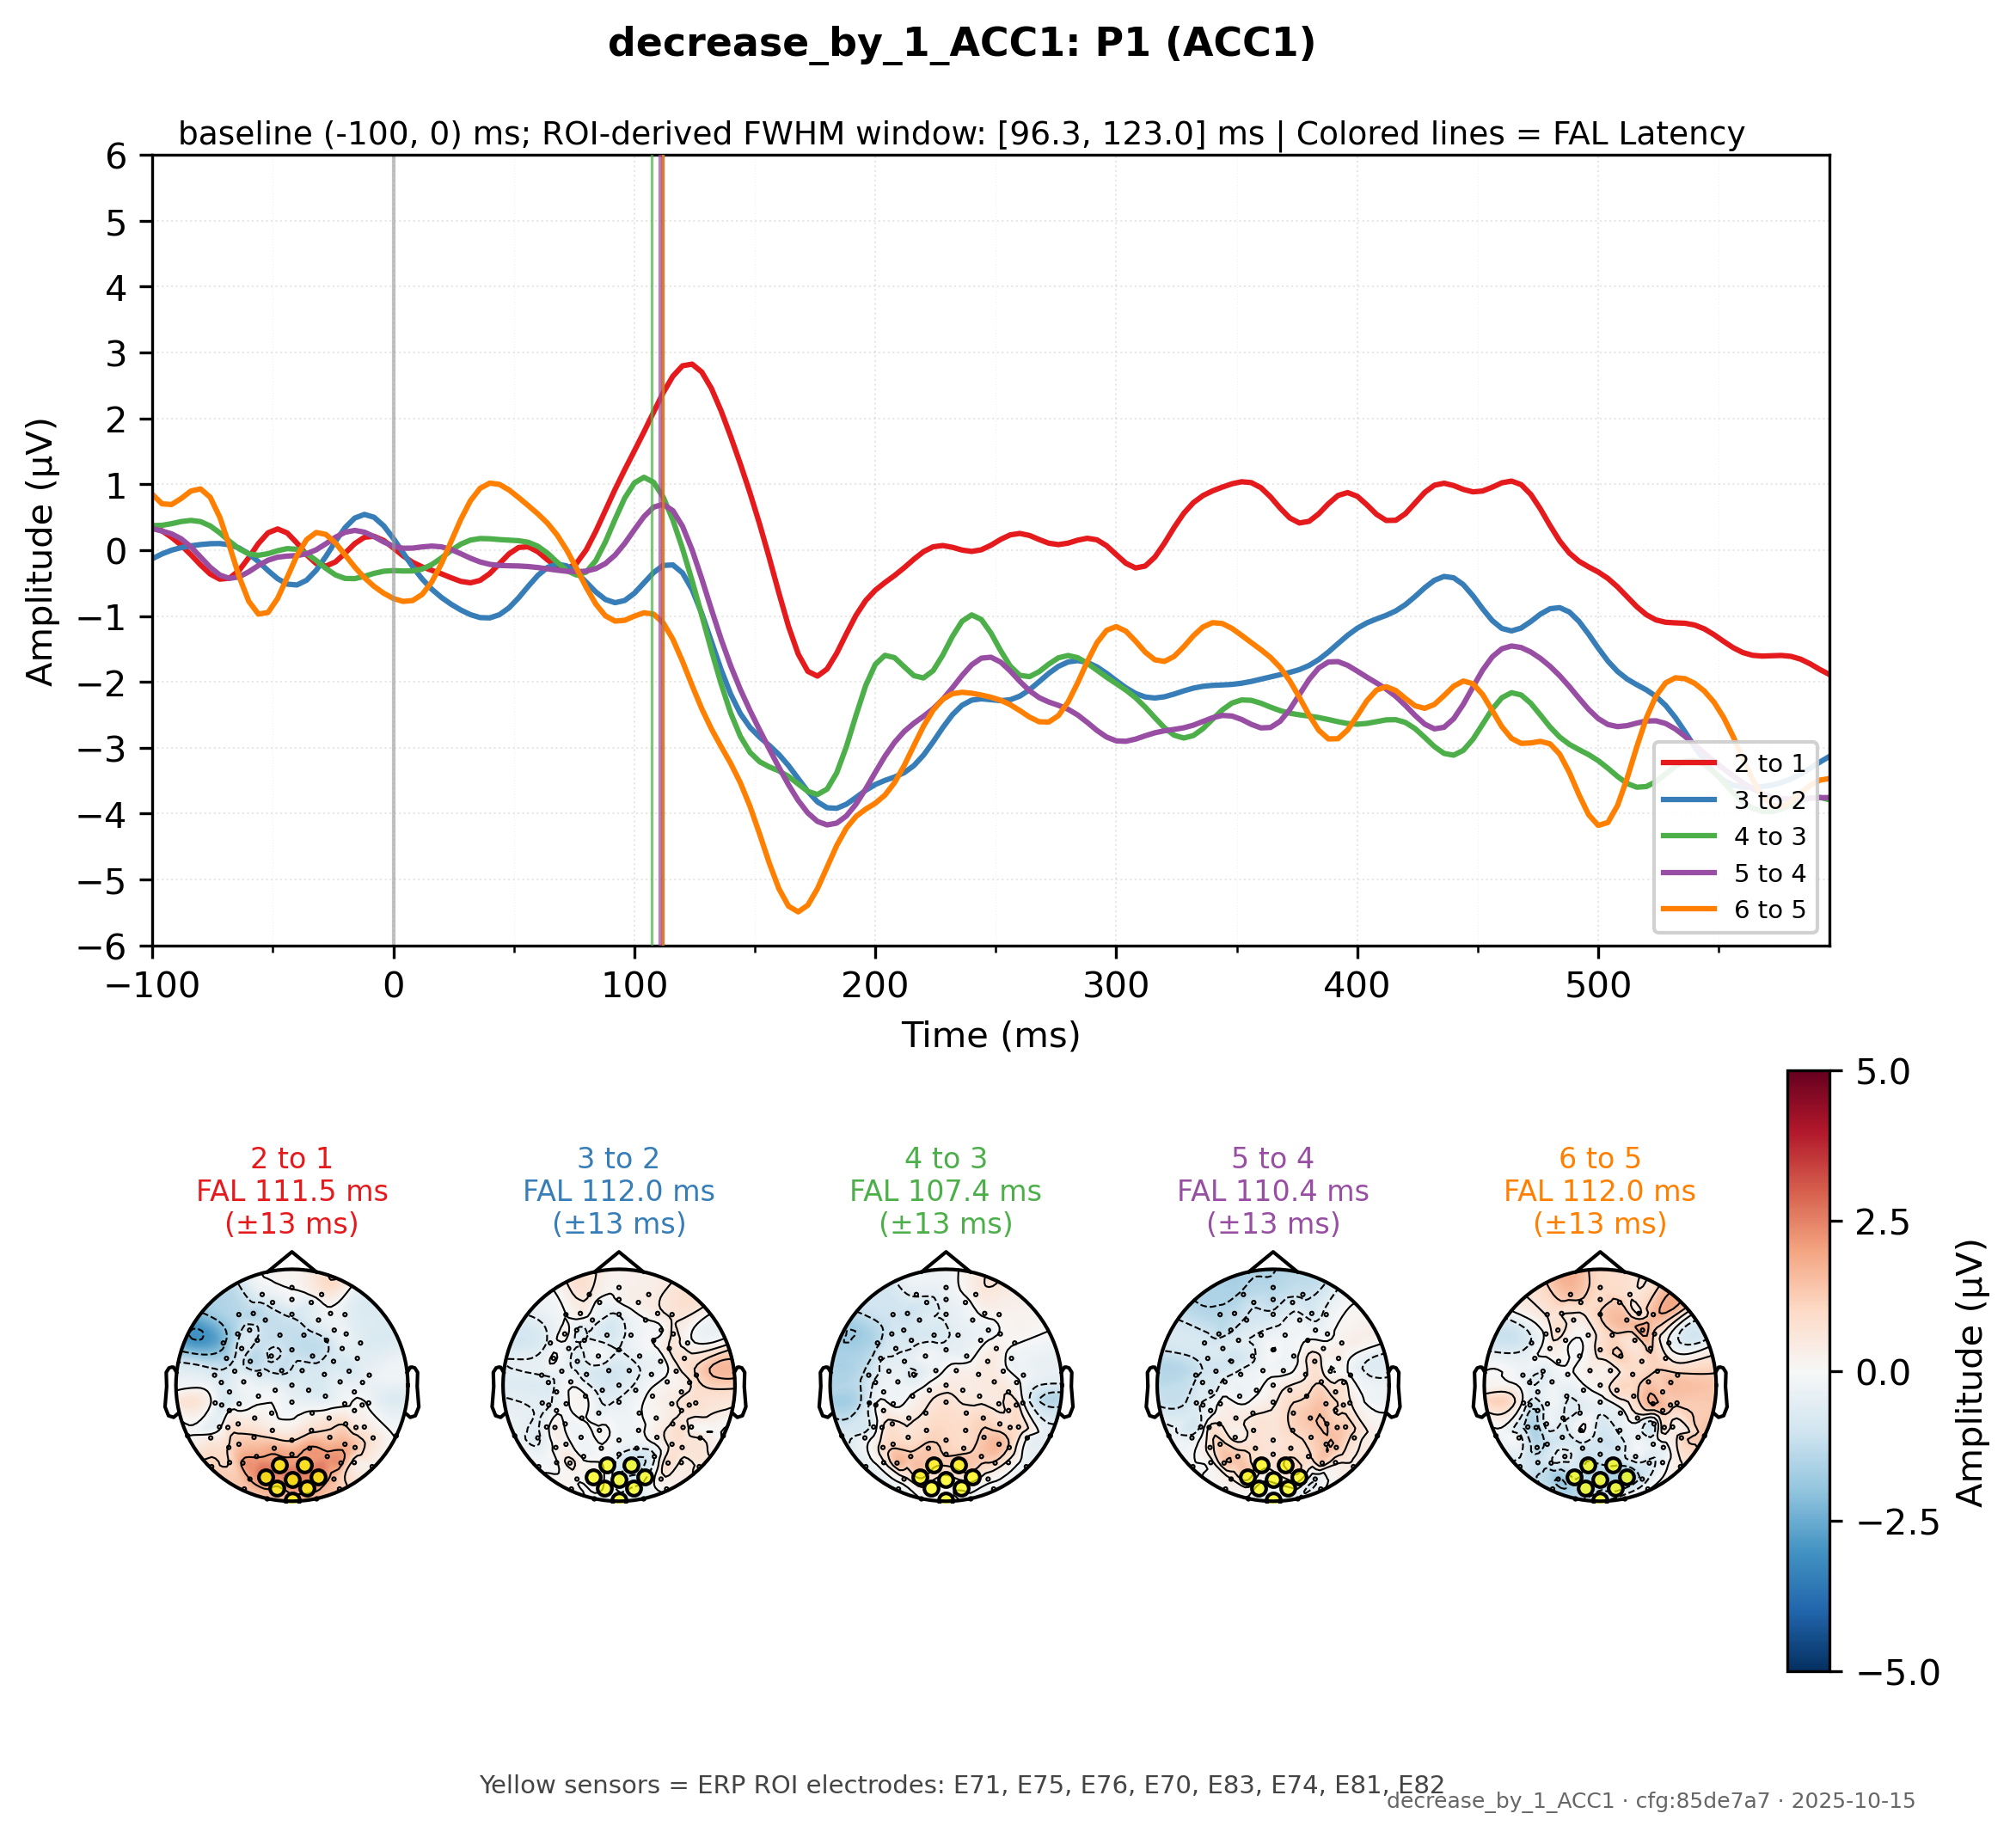 decrease_by_1_ACC1: P1 (ACC1)
baseline (-100, 0) ms; ROI-derived FWHM window: [96.3, 123.0] ms | Colored lines = FAL Latency
Amplitude (µV)
6
5
4
3
2
1
0
−1
−2
−3
−4
−5
−6
−100
0
100
200
300
400
500
Time (ms)
2 to 1
3 to 2
4 to 3
5 to 4
6 to 5
2 to 1
FAL 111.5 ms
(±13 ms)
3 to 2
FAL 112.0 ms
(±13 ms)
4 to 3
FAL 107.4 ms
(±13 ms)
5 to 4
FAL 110.4 ms
(±13 ms)
6 to 5
FAL 112.0 ms
(±13 ms)
5.0
2.5
0.0
−2.5
−5.0
Amplitude (µV)
Yellow sensors = ERP ROI electrodes: E71, E75, E76, E70, E83, E74, E81, E82
decrease_by_1_ACC1 · cfg:85de7a7 · 2025-10-15